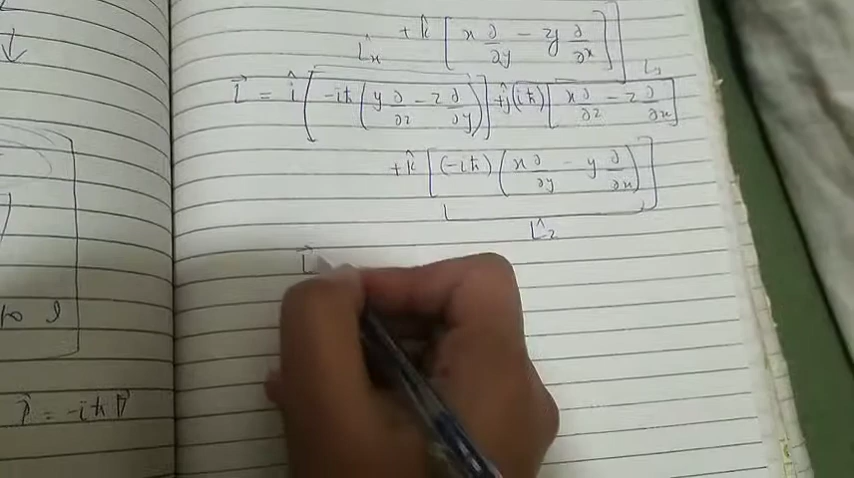 + k̂ [ x ∂/∂y − y ∂/∂x ]
L̂x
L⃗ = î ( −iħ ( y ∂/∂z − z ∂/∂y ) ) + ĵ (iħ) [ x ∂/∂z − z ∂/∂x ]
+ k̂ [ (−iħ) ( x ∂/∂y − y ∂/∂x ) ]
L̂z
L⃗
P⃗ = −iħ ∇⃗